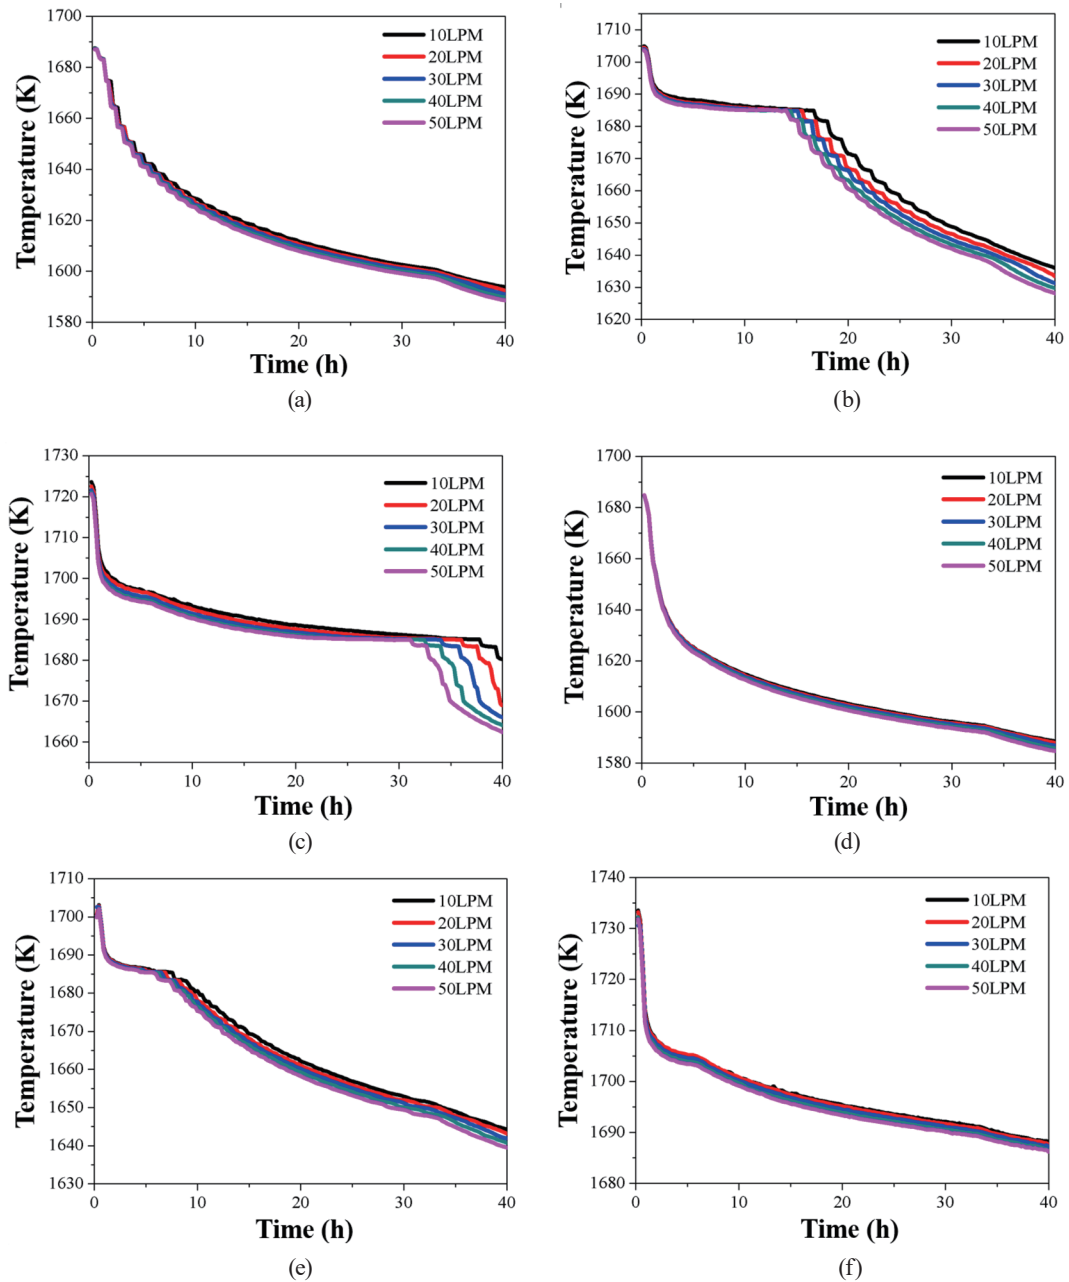 1700
1680
1660
1640
1620
1600
1580
0
10
20
30
40
Temperature (K)
Time (h)
10LPM
20LPM
30LPM
40LPM
50LPM
(a)
1710
1700
1690
1680
1670
1660
1650
1640
1630
1620
0
10
20
30
40
Temperature (K)
Time (h)
10LPM
20LPM
30LPM
40LPM
50LPM
(b)
1730
1720
1710
1700
1690
1680
1670
1660
0
10
20
30
40
Temperature (K)
Time (h)
10LPM
20LPM
30LPM
40LPM
50LPM
(c)
1700
1680
1660
1640
1620
1600
1580
0
10
20
30
40
Temperature (K)
Time (h)
10LPM
20LPM
30LPM
40LPM
50LPM
(d)
1710
1700
1690
1680
1670
1660
1650
1640
1630
0
10
20
30
40
Temperature (K)
Time (h)
10LPM
20LPM
30LPM
40LPM
50LPM
(e)
1740
1730
1720
1710
1700
1690
1680
0
10
20
30
40
Temperature (K)
Time (h)
10LPM
20LPM
30LPM
40LPM
50LPM
(f)